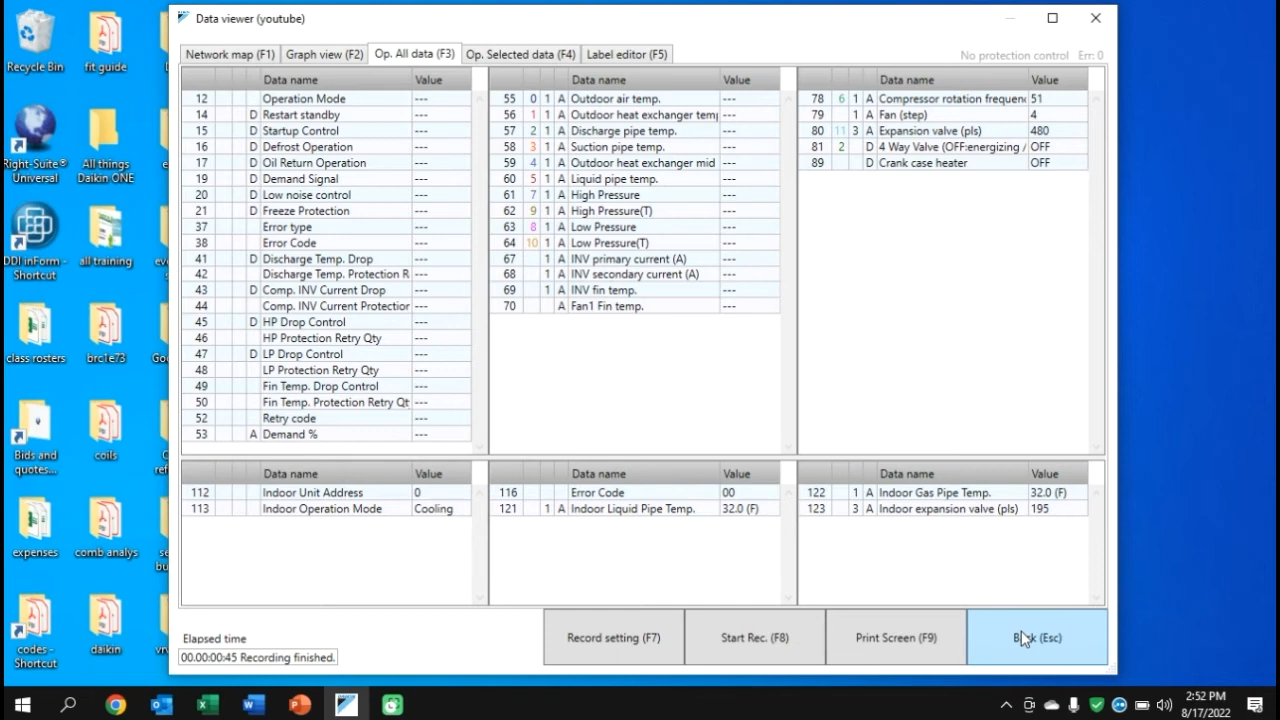 Recycle Bin
fit guide
Right-Suite®
Universal
All things
Daikin ONE
DDI inForm -
Shortcut
all training
class rosters
brc1e73
Bids and
quotes...
coils
expenses
comb analys
codes -
Shortcut
daikin
Data viewer (youtube)
Network map (F1)
Graph view (F2)
Op. All data (F3)
Op. Selected data (F4)
Label editor (F5)
No protection control Err: 0
Data name Value
12 Operation Mode ---
14 D Restart standby ---
15 D Startup Control ---
16 D Defrost Operation ---
17 D Oil Return Operation ---
19 D Demand Signal ---
20 D Low noise control ---
21 D Freeze Protection ---
37 Error type ---
38 Error Code ---
41 D Discharge Temp. Drop ---
42 Discharge Temp. Protection R ---
43 D Comp. INV Current Drop ---
44 Comp. INV Current Protection ---
45 D HP Drop Control ---
46 HP Protection Retry Qty ---
47 D LP Drop Control ---
48 LP Protection Retry Qty ---
49 Fin Temp. Drop Control ---
50 Fin Temp. Protection Retry Qt ---
52 Retry code ---
53 A Demand % ---
Data name Value
55 0 1 A Outdoor air temp. ---
56 1 1 A Outdoor heat exchanger temp ---
57 2 1 A Discharge pipe temp. ---
58 3 1 A Suction pipe temp. ---
59 4 1 A Outdoor heat exchanger mid ---
60 5 1 A Liquid pipe temp. ---
61 7 1 A High Pressure ---
62 9 1 A High Pressure(T) ---
63 8 1 A Low Pressure ---
64 10 1 A Low Pressure(T) ---
67 1 A INV primary current (A) ---
68 1 A INV secondary current (A) ---
69 1 A INV fin temp. ---
70 A Fan1 Fin temp. ---
Data name Value
78 6 1 A Compressor rotation frequen 51
79 1 A Fan (step) 4
80 11 3 A Expansion valve (pls) 480
81 2 D 4 Way Valve (OFF:energizing / OFF
89 D Crank case heater OFF
Data name Value
112 Indoor Unit Address 0
113 Indoor Operation Mode Cooling
Data name Value
116 Error Code 00
121 1 A Indoor Liquid Pipe Temp. 32.0 (F)
Data name Value
122 1 A Indoor Gas Pipe Temp. 32.0 (F)
123 3 A Indoor expansion valve (pls) 195
Elapsed time
00.00:00:45 Recording finished.
Record setting (F7)
Start Rec. (F8)
Print Screen (F9)
(Esc)
2:52 PM
8/17/2022